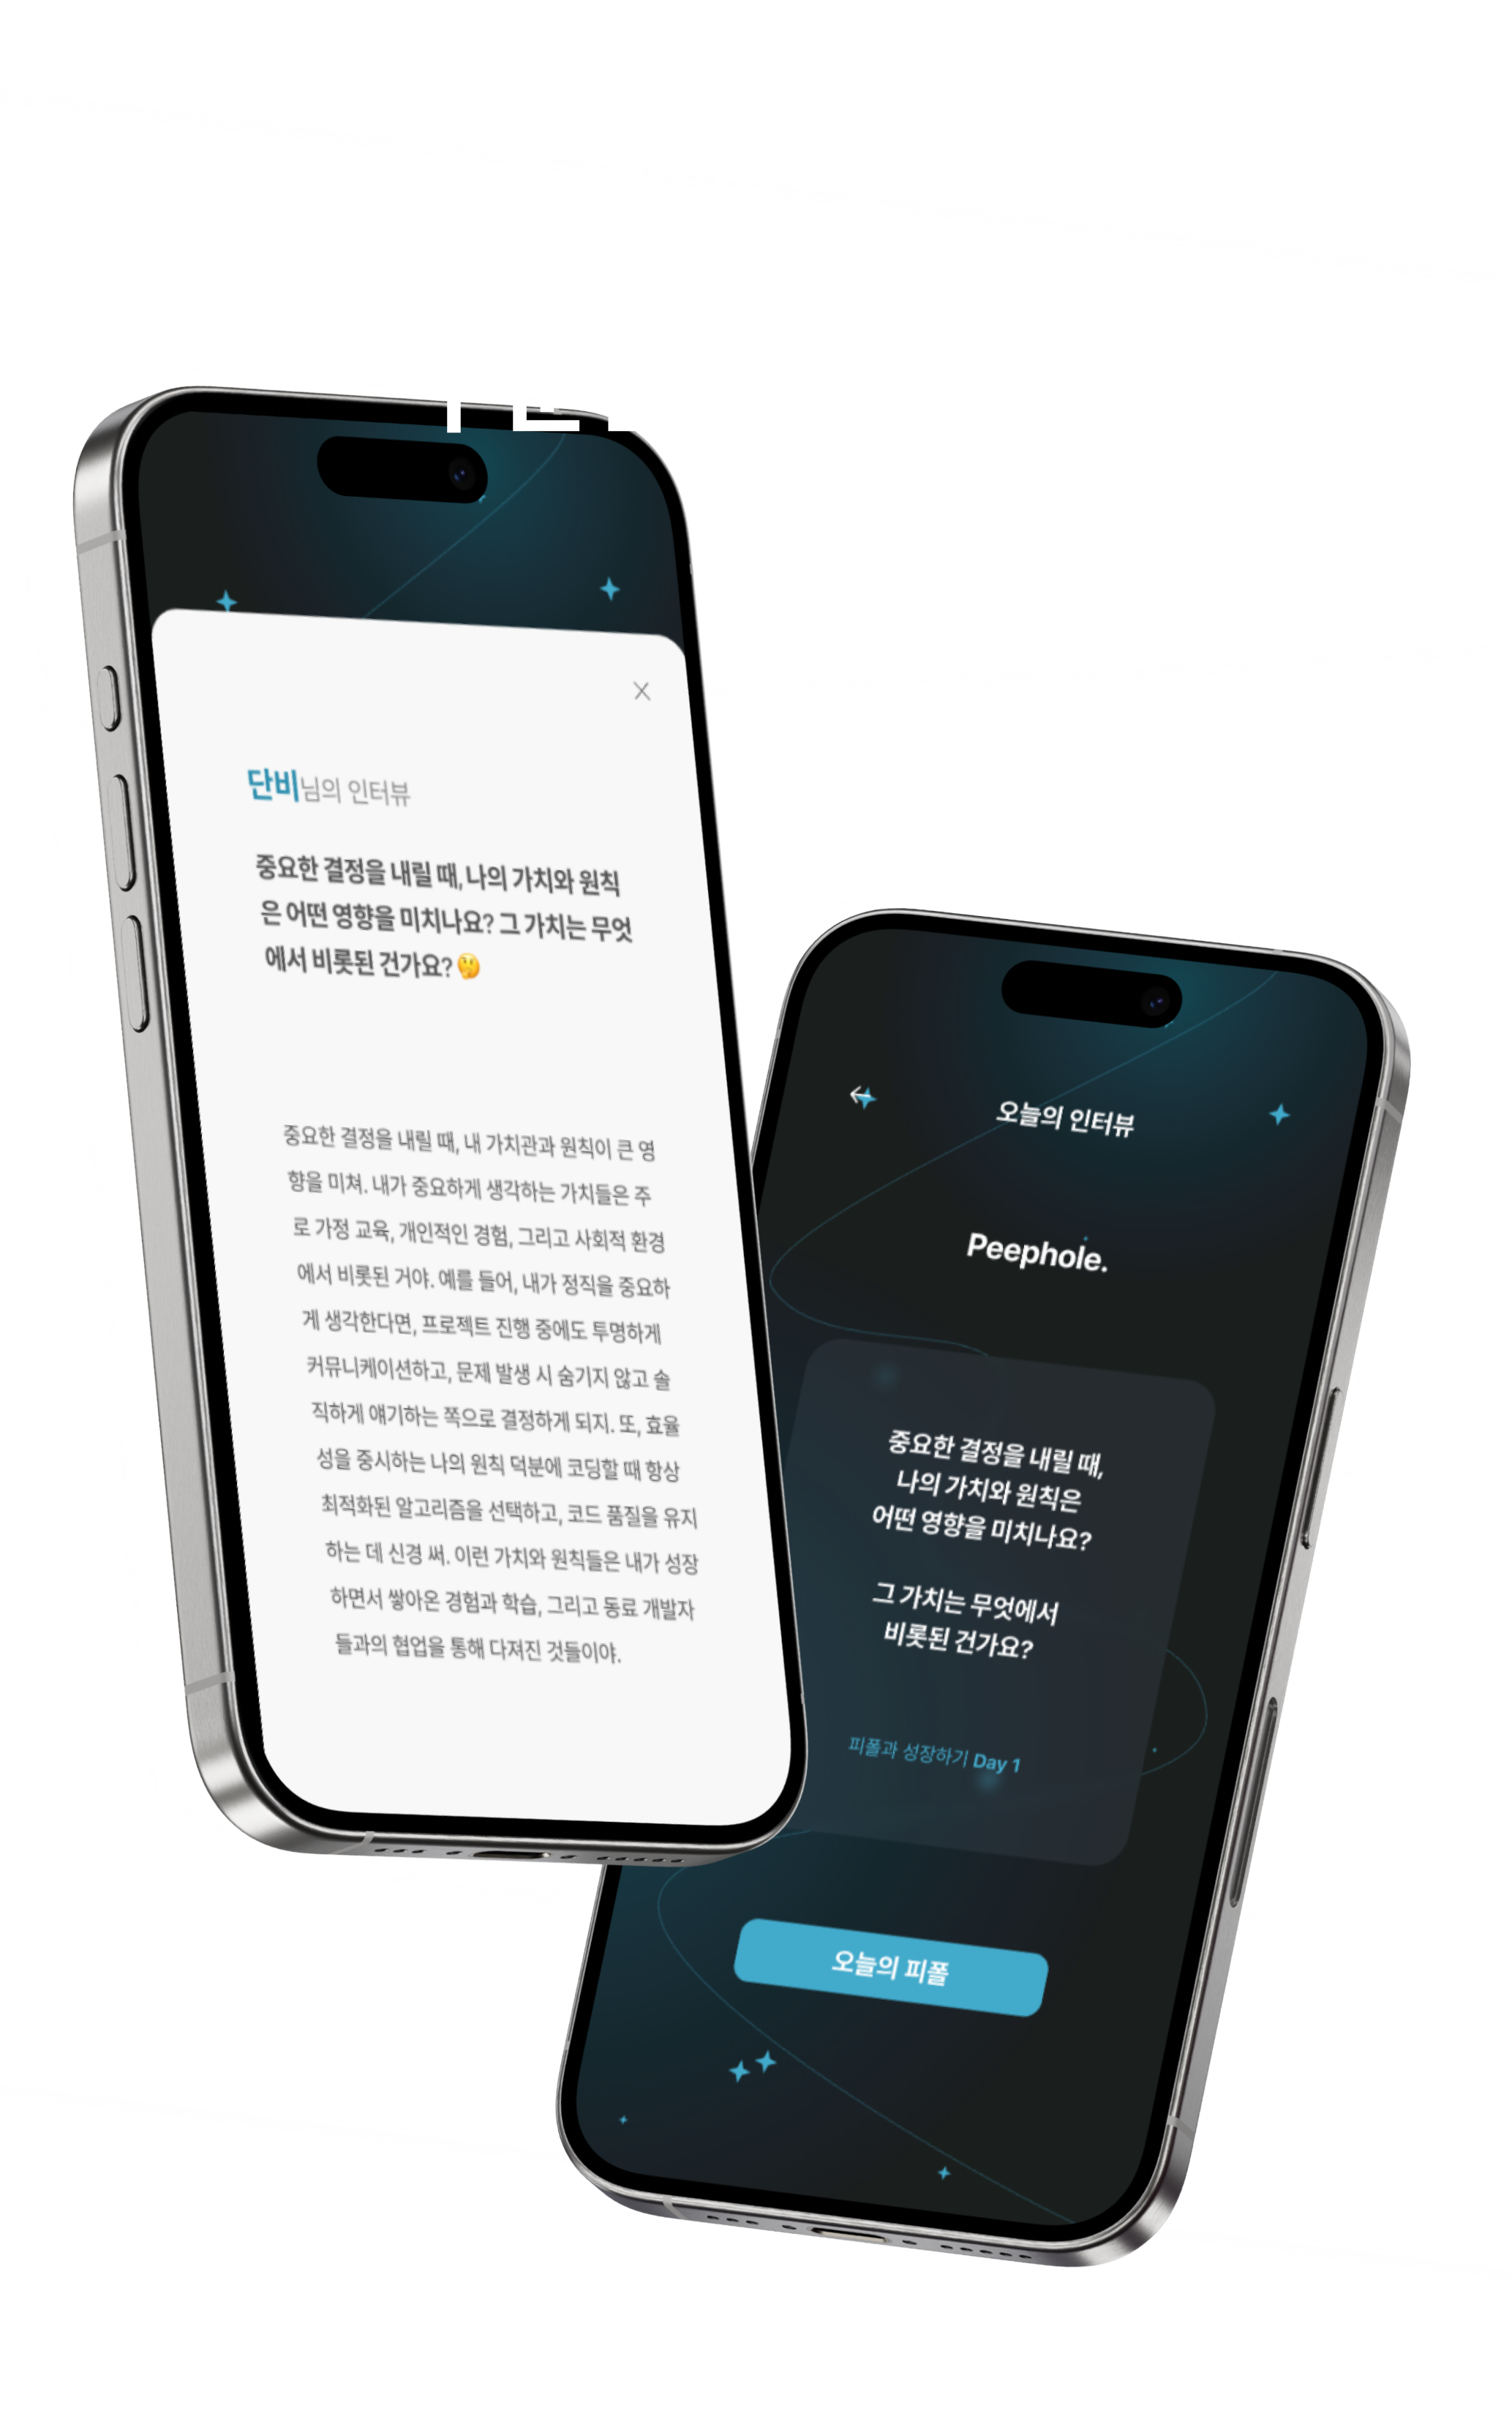 단비님의 인터뷰
중요한 결정을 내릴 때, 나의 가치와 원칙
은 어떤 영향을 미치나요? 그 가치는 무엇
에서 비롯된 건가요? 🤔
중요한 결정을 내릴 때, 내 가치관과 원칙이 큰 영
향을 미쳐. 내가 중요하게 생각하는 가치들은 주
로 가정 교육, 개인적인 경험, 그리고 사회적 환경
에서 비롯된 거야. 예를 들어, 내가 정직을 중요하
게 생각한다면, 프로젝트 진행 중에도 투명하게
커뮤니케이션하고, 문제 발생 시 숨기지 않고 솔
직하게 얘기하는 쪽으로 결정하게 되지. 또, 효율
성을 중시하는 나의 원칙 덕분에 코딩할 때 항상
최적화된 알고리즘을 선택하고, 코드 품질을 유지
하는 데 신경 써. 이런 가치와 원칙들은 내가 성장
하면서 쌓아온 경험과 학습, 그리고 동료 개발자
들과의 협업을 통해 다져진 것들이야.
오늘의 인터뷰
Peephole.
중요한 결정을 내릴 때,
나의 가치와 원칙은
어떤 영향을 미치나요?
그 가치는 무엇에서
비롯된 건가요?
피폴과 성장하기 Day 1
오늘의 피폴